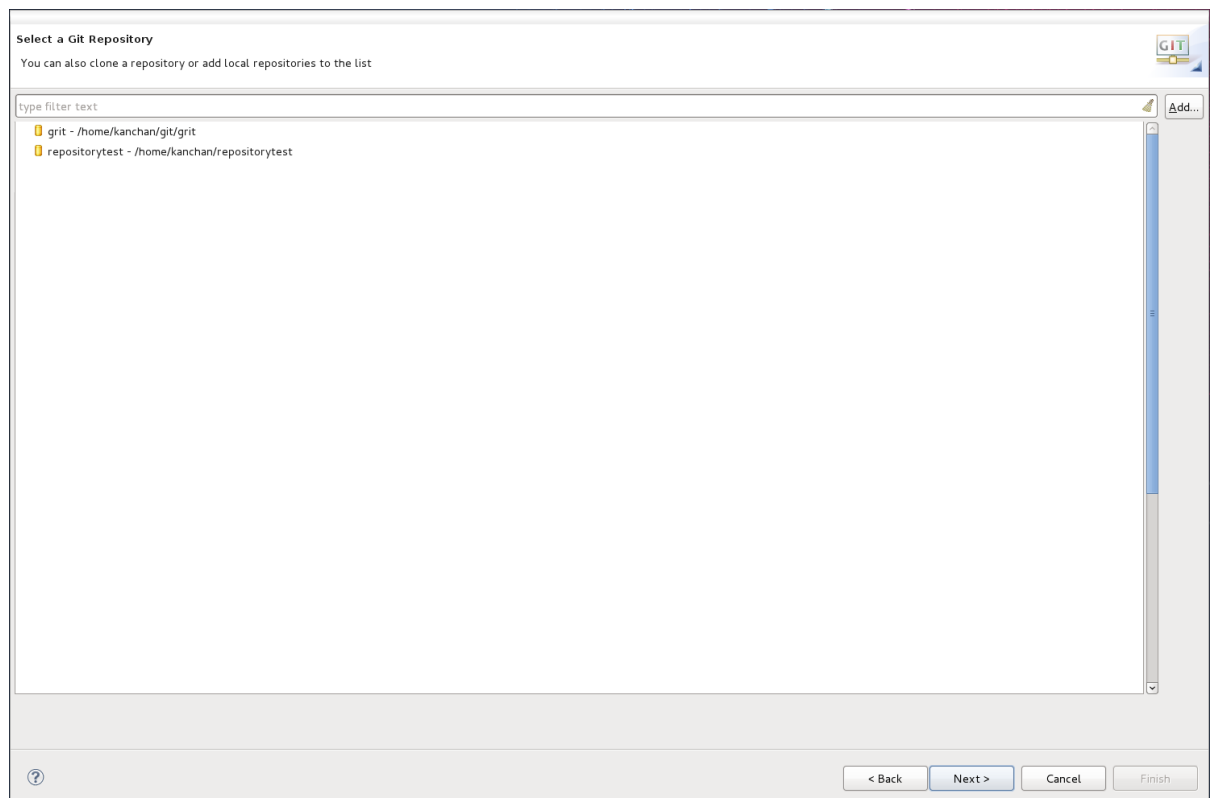 Select a Git Repository
You can also clone a repository or add local repositories to the list
GIT
type filter text
Add...
grit - /home/kanchan/git/grit
repositorytest - /home/kanchan/repositorytest
?
< Back Next > Cancel Finish